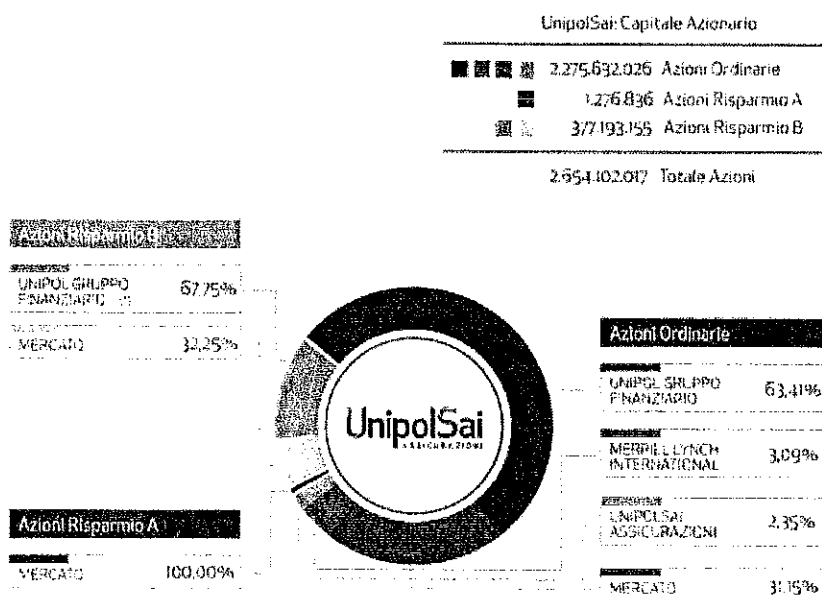 UnipolSai: Capitale Azionario
2.275.632.026 Azioni Ordinarie
1.276.836 Azioni Risparmio A
377.193.155 Azioni Risparmio B
2.654.102.017 Totale Azioni
Azioni Risparmio B
UNIPOL GRUPPO
FINANZIARIO
67,75%
MERCATO
32,25%
Azioni Ordinarie
UNIPOL GRUPPO
FINANZIARIO
63,41%
UnipolSai
ASSICURAZIONI
MERRILL LYNCH
INTERNATIONAL
3,09%
UNIPOLSAI
ASSICURAZIONI
2,35%
Azioni Risparmio A
MERCATO
100,00%
MERCATO
31,15%